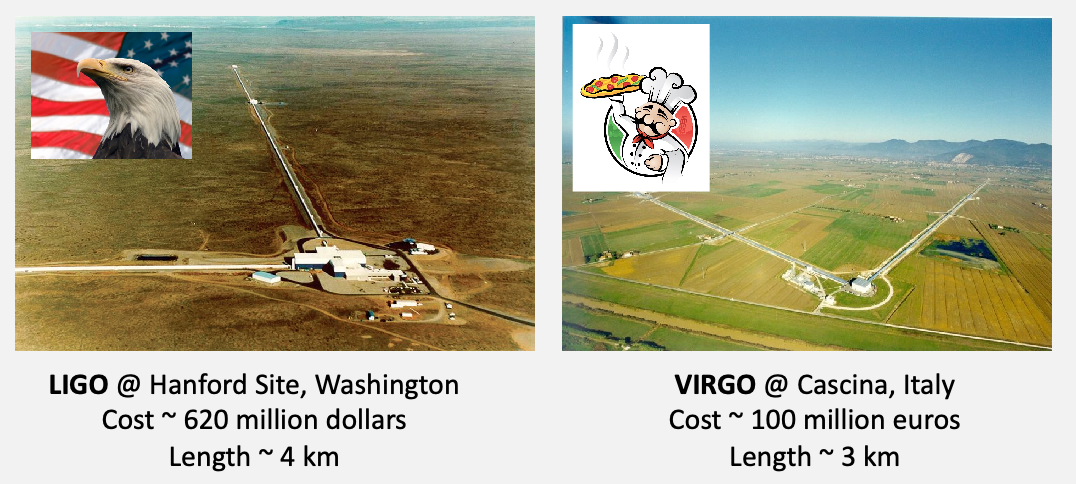 LIGO @ Hanford Site, Washington
Cost ~ 620 million dollars
Length ~ 4 km
VIRGO @ Cascina, Italy
Cost ~ 100 million euros
Length ~ 3 km